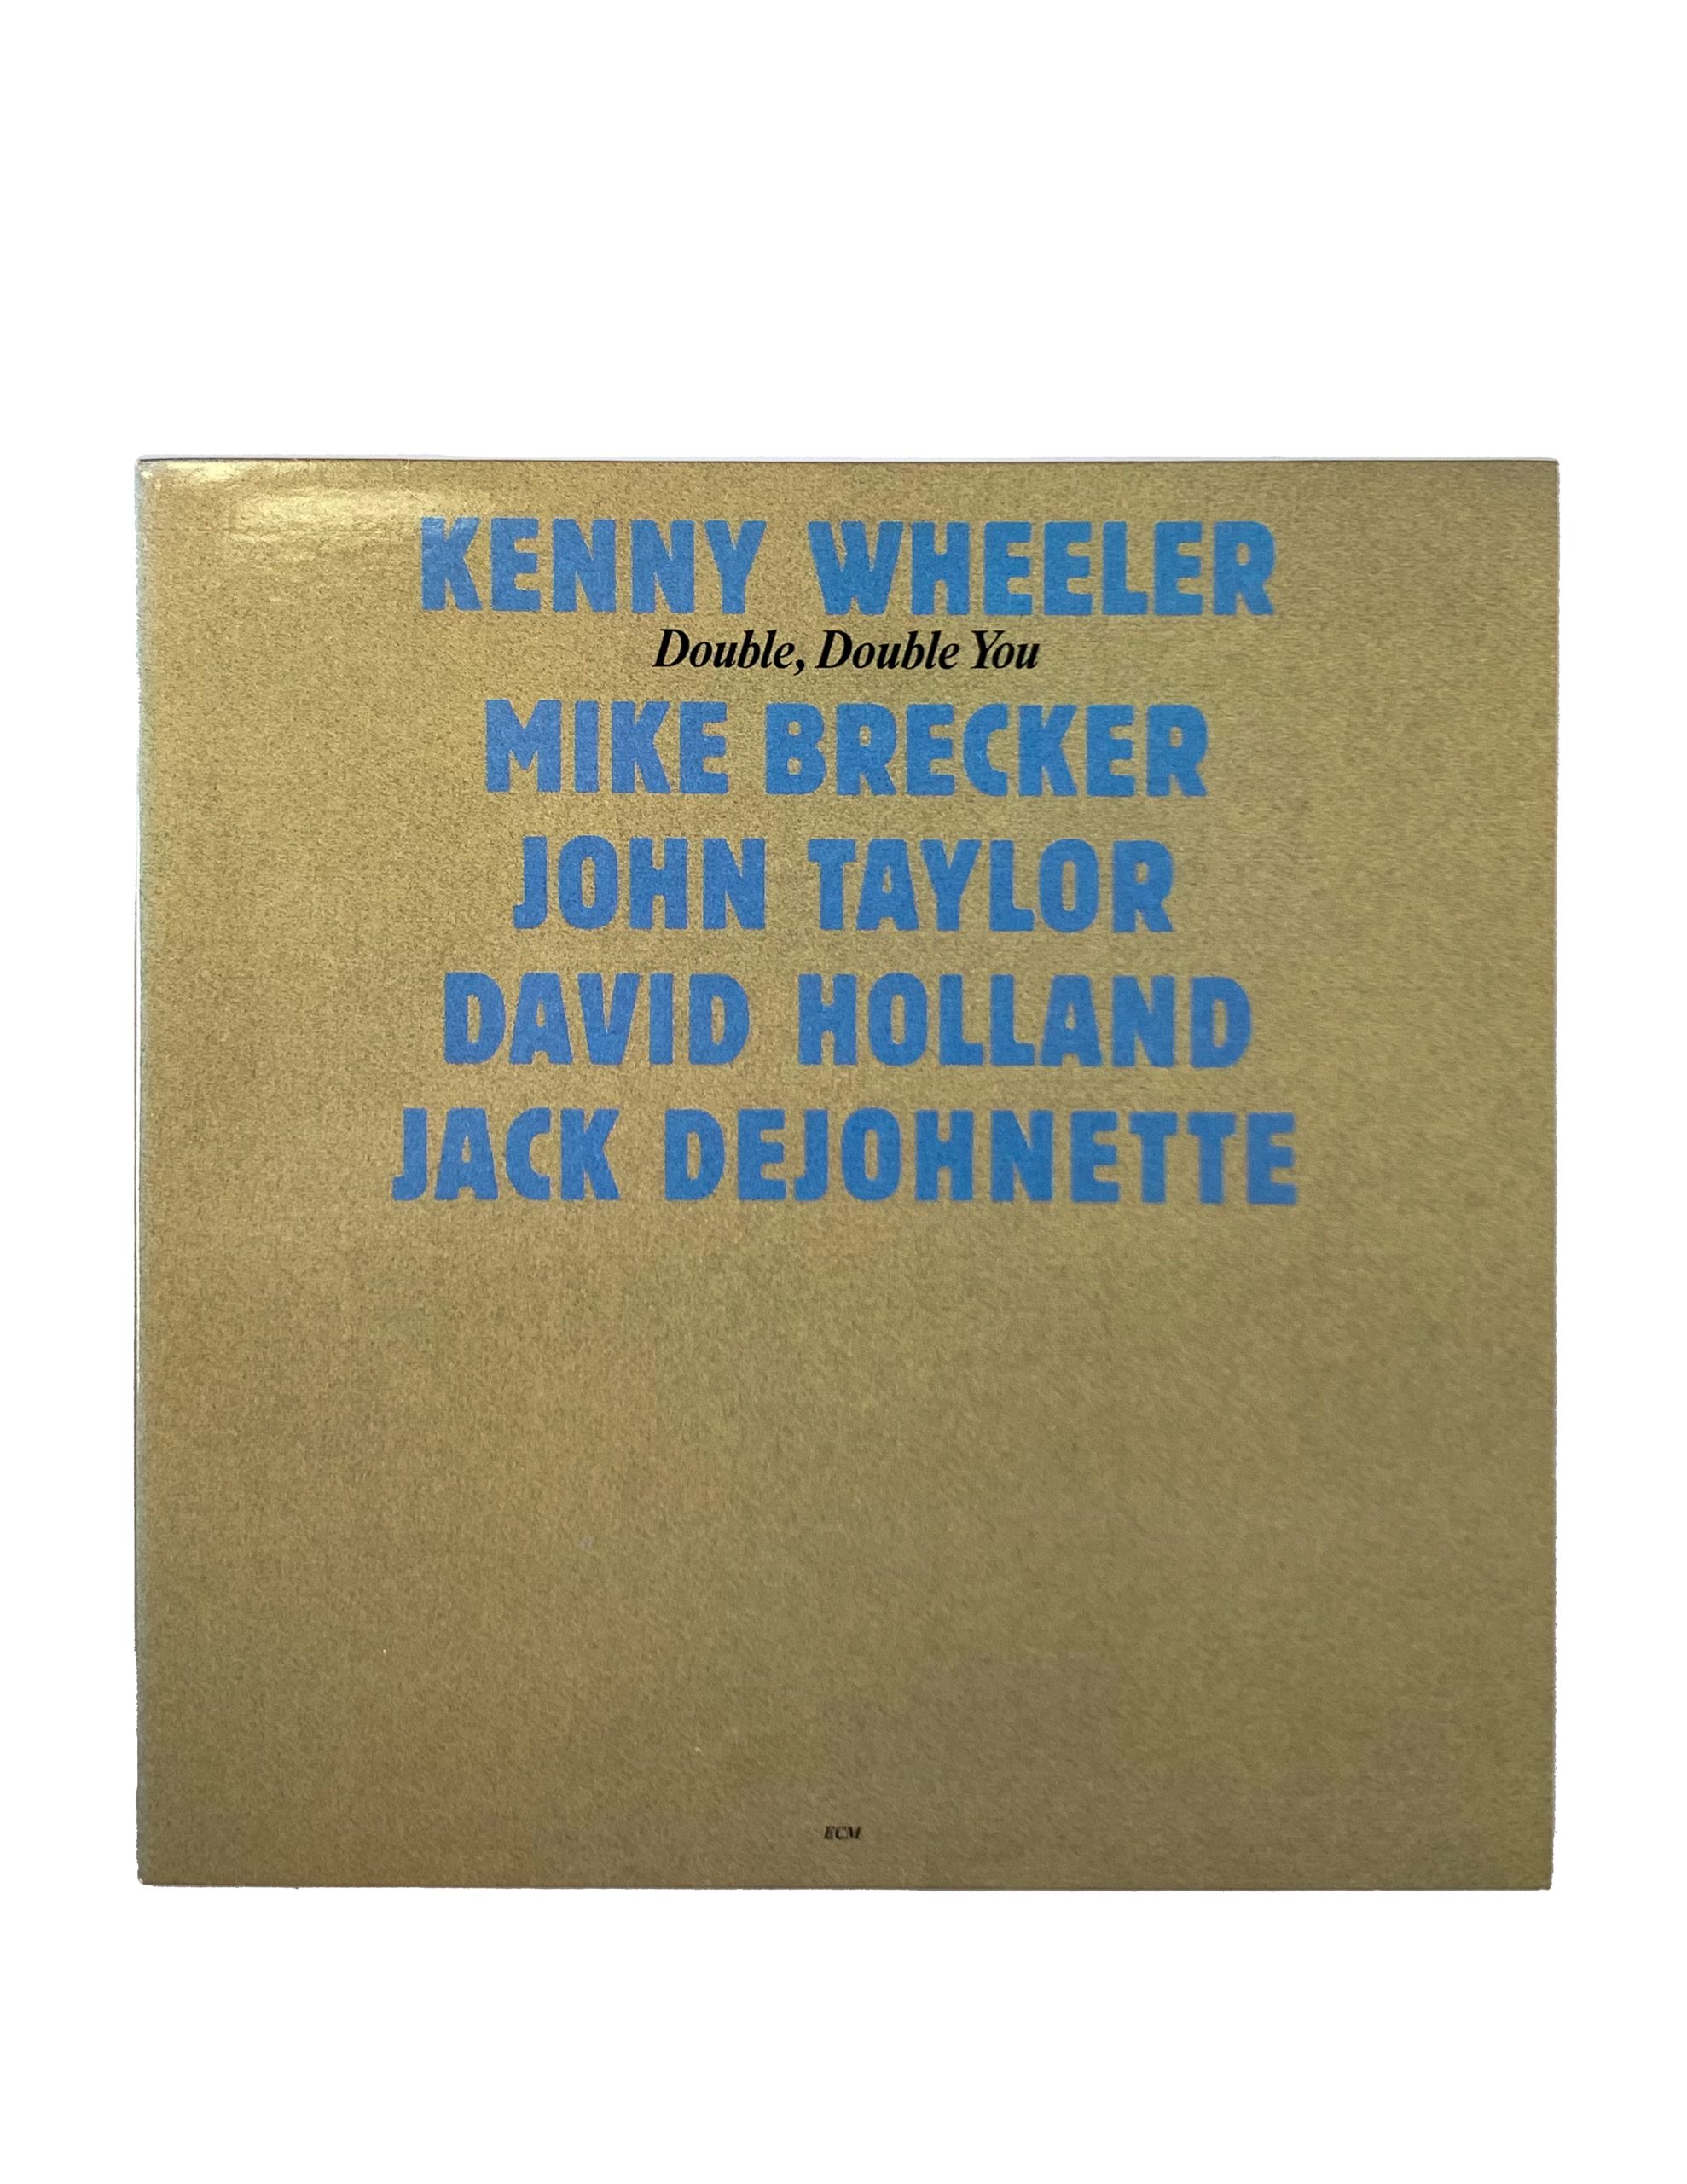 KENNY WHEELER
Double, Double You
MIKE BRECKER
JOHN TAYLOR
DAVID HOLLAND
JACK DEJOHNETTE
ECM